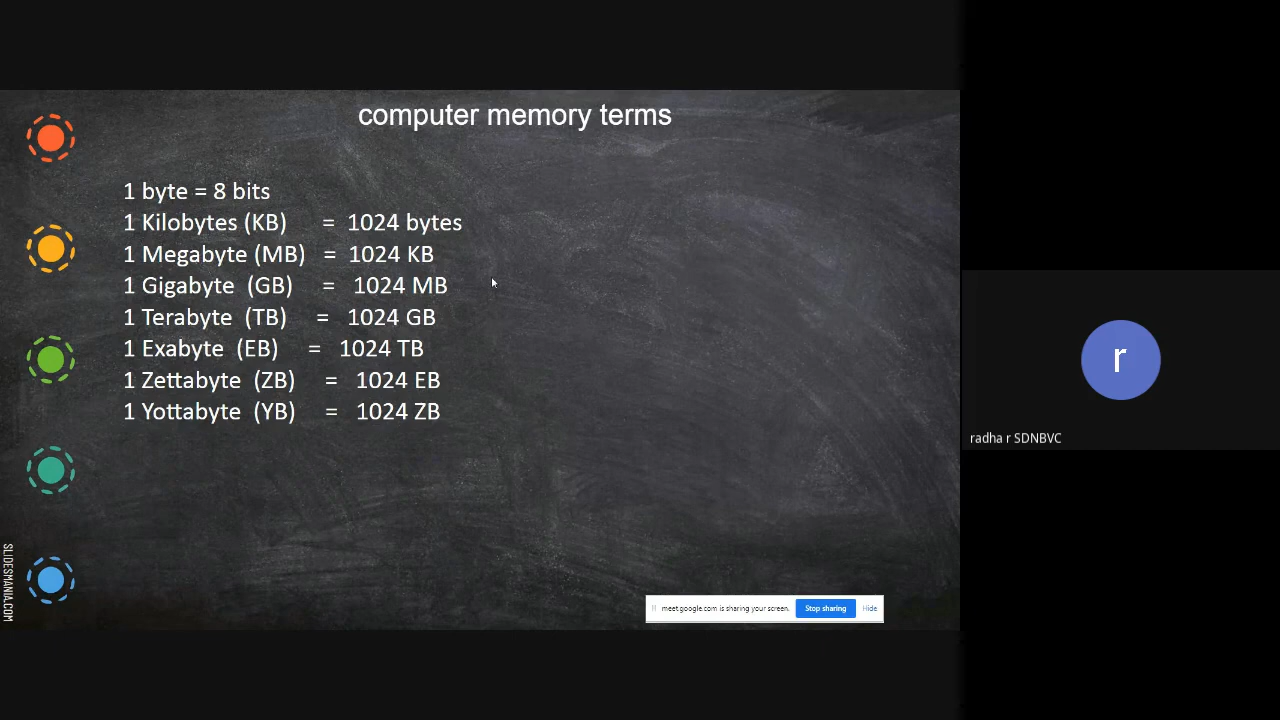 computer memory terms
1 byte = 8 bits
1 Kilobytes (KB) = 1024 bytes
1 Megabyte (MB) = 1024 KB
1 Gigabyte (GB) = 1024 MB
1 Terabyte (TB) = 1024 GB
1 Exabyte (EB) = 1024 TB
1 Zettabyte (ZB) = 1024 EB
1 Yottabyte (YB) = 1024 ZB
SLIDESMANIA.COM
meet.google.com is sharing your screen. Stop sharing Hide
r
radha r SDNBVC